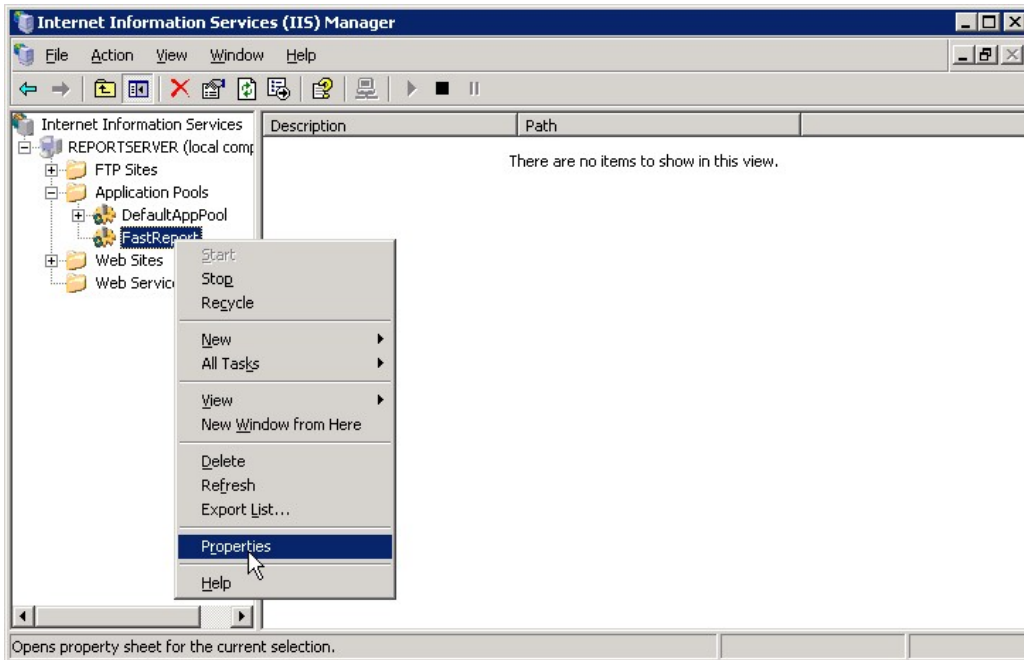 Internet Information Services (IIS) Manager
File Action View Window Help
Internet Information Services
REPORTSERVER (local comp
FTP Sites
Application Pools
DefaultAppPool
FastReport
Web Sites
Web Servic
Description Path
There are no items to show in this view.
Start
Stop
Recycle
New
All Tasks
View
New Window from Here
Delete
Refresh
Export List...
Properties
Help
Opens property sheet for the current selection.